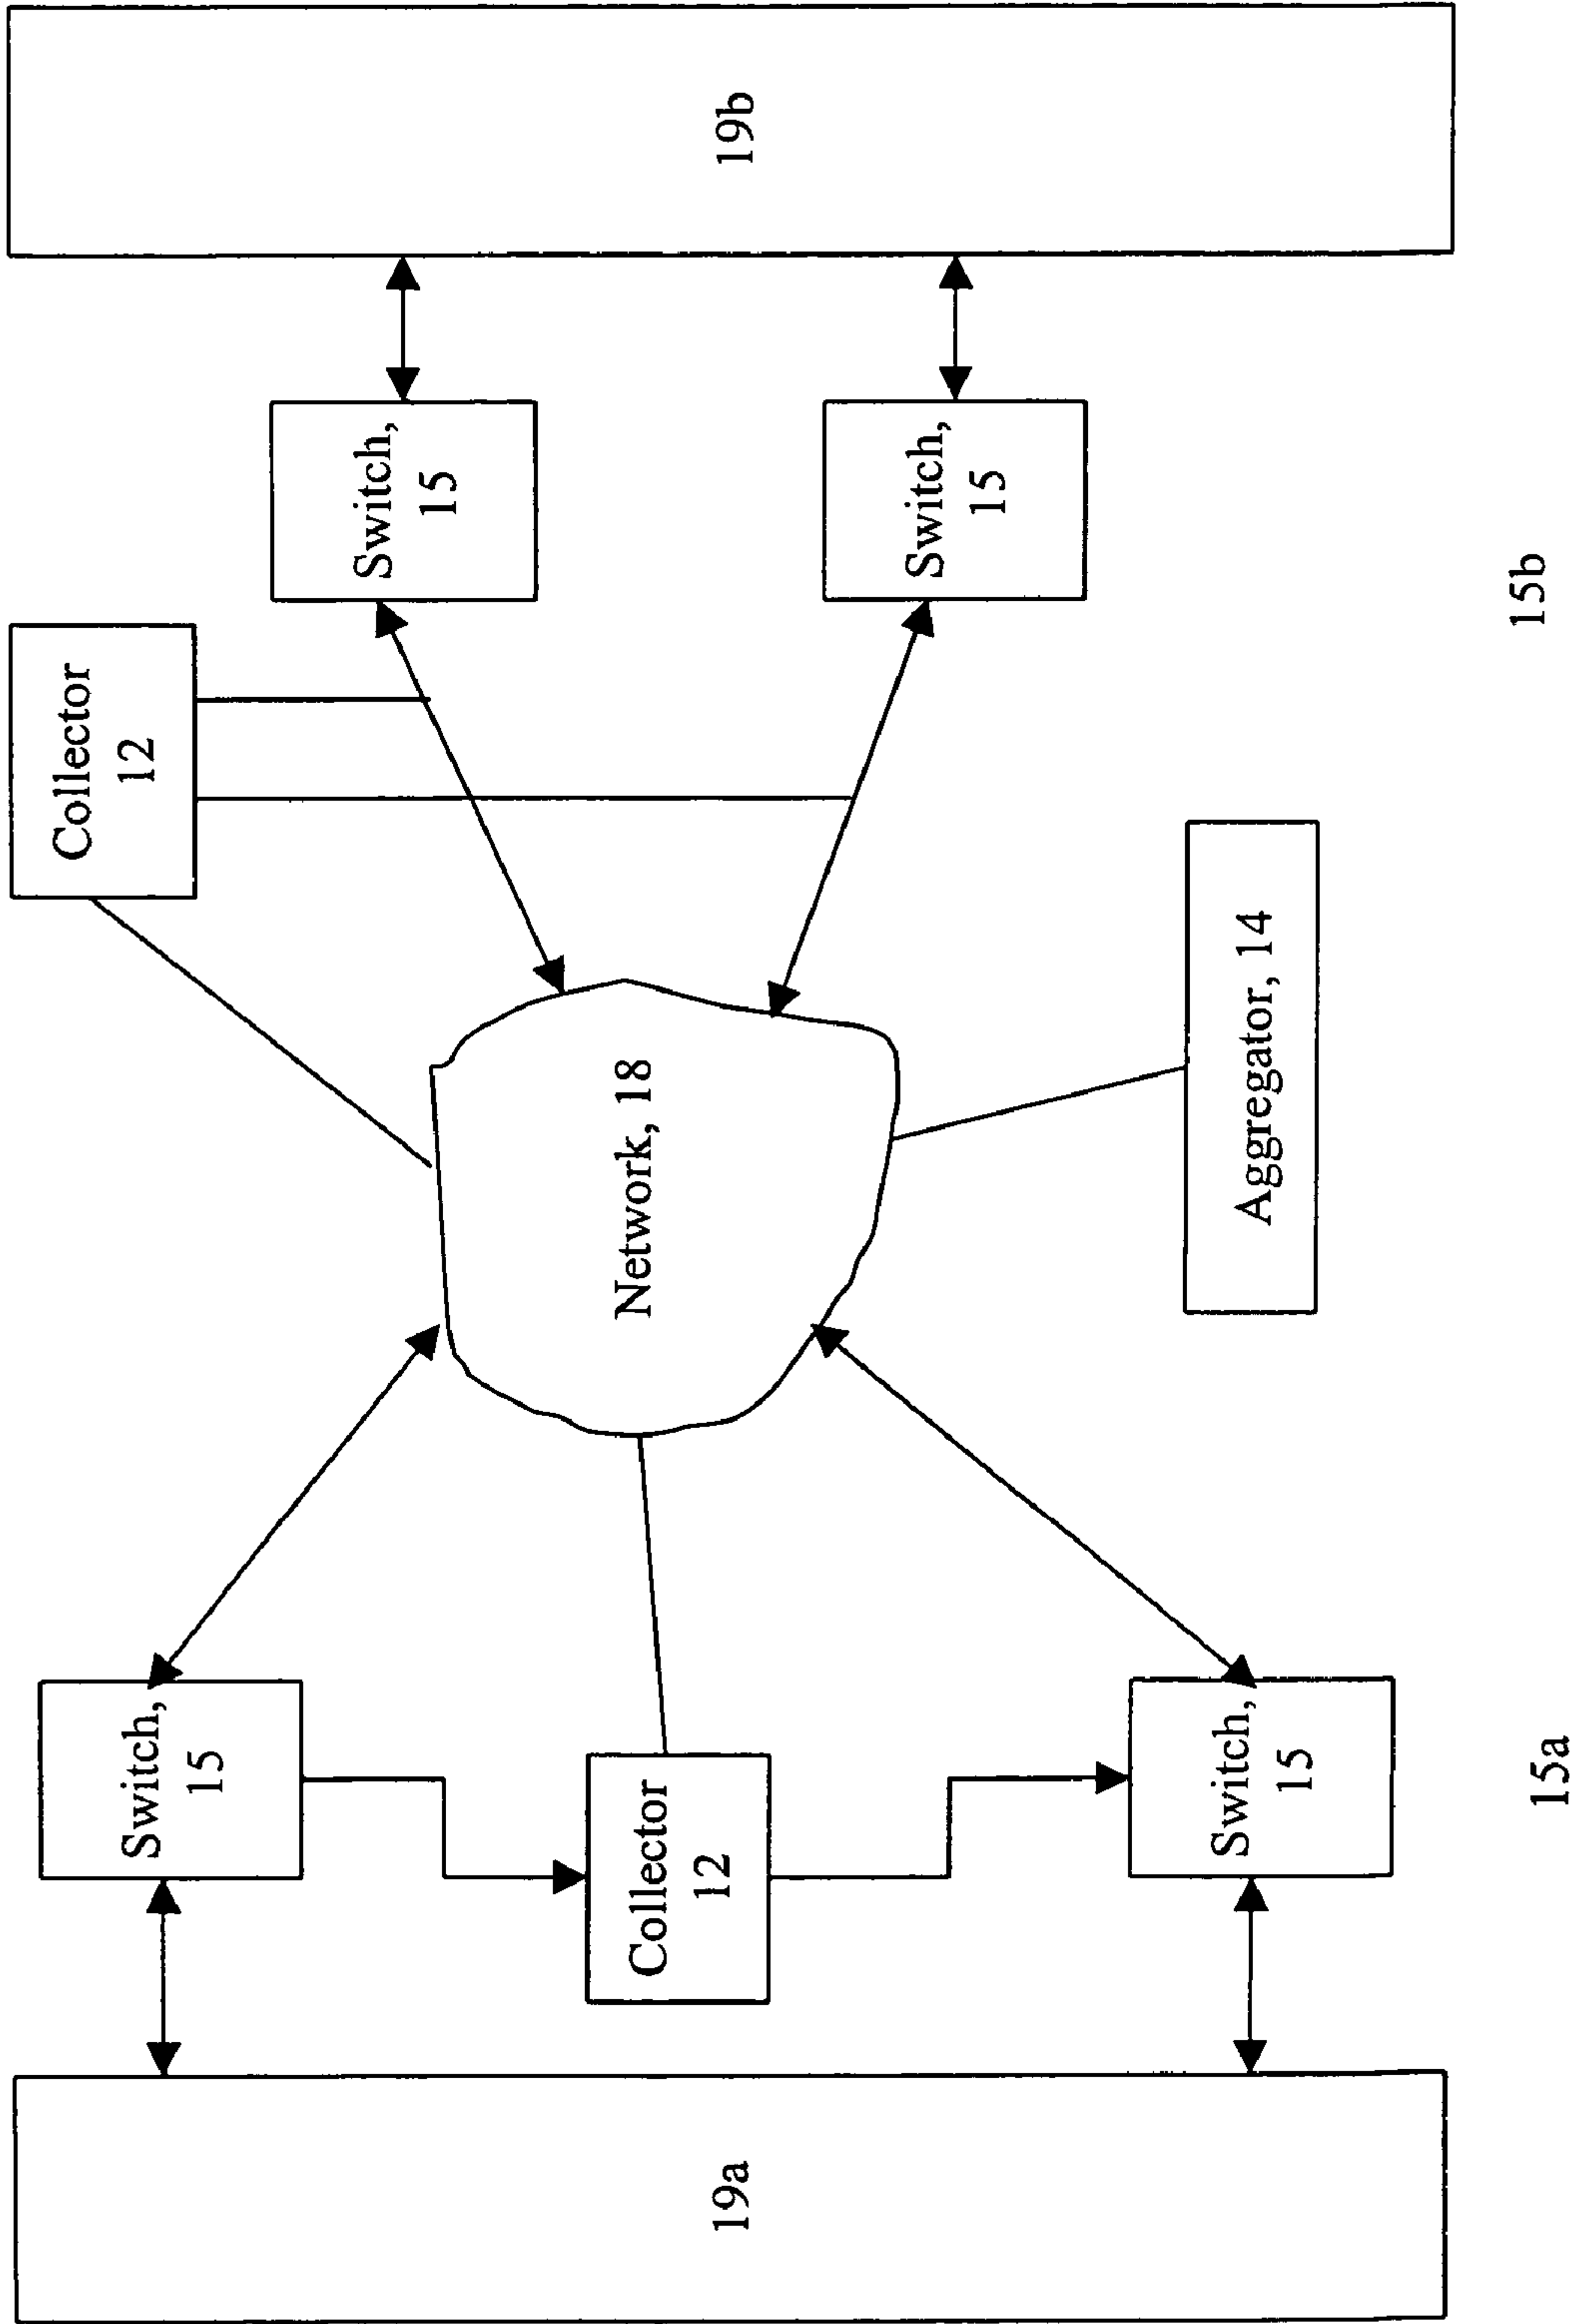 Collector
12
Switch,
15
Switch,
15
Network, 18
Collector
12
19a
19b
Switch,
15
Switch,
15
Aggregator, 14
15a
15b